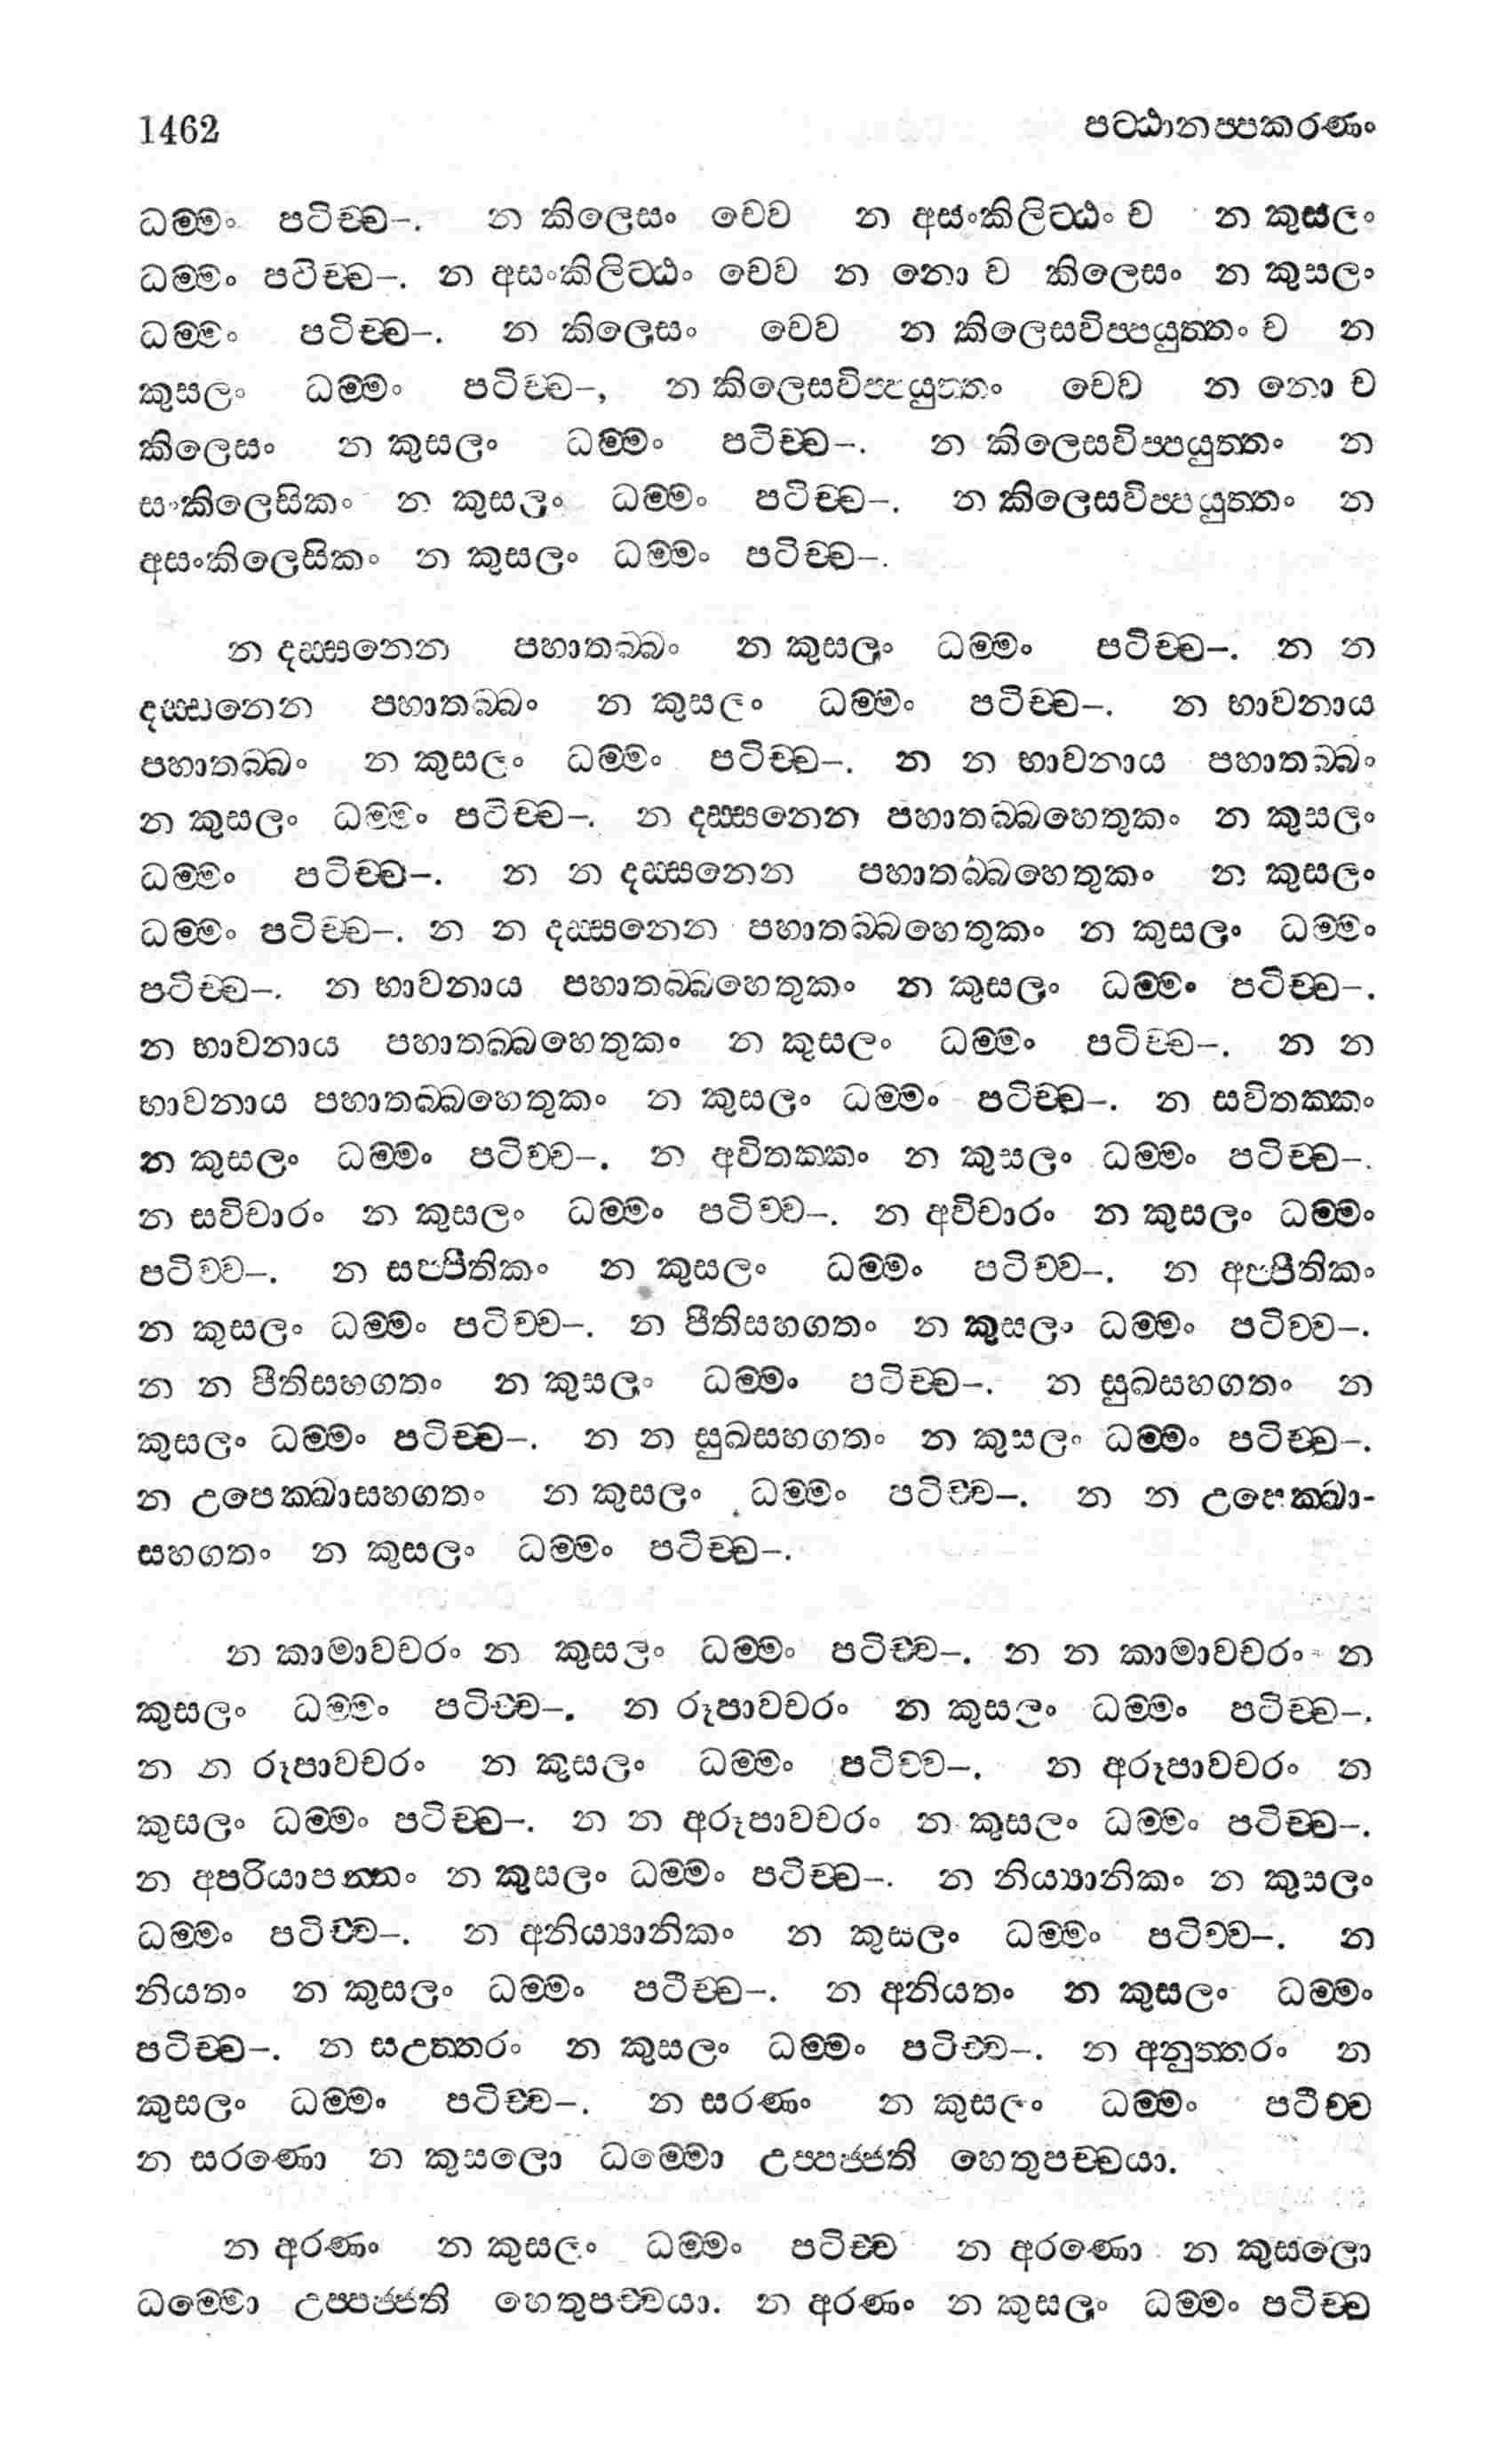 1462 පට්ඨානප්පකරණං
ධම්මං පටිච්ච–. න කිලෙසං චෙව න අසංකිලිට්ඨං ච න කුසලං
ධම්මං පටිච්ච–. න අසංකිලිට්ඨං චෙව න නො ච කිලෙසං න කුසලං
ධම්මං පටිච්ච–. න කිලෙසං චෙව න කිලෙසවිප්පයුත්තං ච න
කුසලං ධම්මං පටිච්ච–, න කිලෙසවිප්පයුත්තං චෙව න නො ච
කිලෙසං න කුසලං ධම්මං පටිච්ච–. න කිලෙසවිප්පයුත්තං න
සංකිලෙසිකං න කුසලං ධම්මං පටිච්ච–. න කිලෙසවිප්පයුත්තං න
අසංකිලෙසිකං න කුසලං ධම්මං පටිච්ච–.
න දස්සනෙන පහාතබ්බං න කුසලං ධම්මං පටිච්ච–. න න
දස්සනෙන පහාතබ්බං න කුසලං ධම්මං පටිච්ච–. න භාවනාය
පහාතබ්බං න කුසලං ධම්මං පටිච්ච–. න න භාවනාය පහාතබ්බං
න කුසලං ධම්මං පටිච්ච–. න දස්සනෙන පහාතබ්බහෙතුකං න කුසලං
ධම්මං පටිච්ච–. න න දස්සනෙන පහාතබ්බහෙතුකං න කුසලං
ධම්මං පටිච්ච–. න න දස්සනෙන පහාතබ්බහෙතුකං න කුසලං ධම්මං
පටිච්ච–. න භාවනාය පහාතබ්බහෙතුකං න කුසලං ධම්මං පටිච්ච–.
න භාවනාය පහාතබ්බහෙතුකං න කුසලං ධම්මං පටිච්ච–. න න
භාවනාය පහාතබ්බහෙතුකං න කුසලං ධම්මං පටිච්ච–. න සවිතක්කං
න කුසලං ධම්මං පටිච්ච–. න අවිතක්කං න කුසලං ධම්මං පටිච්ච–.
න සවිචාරං න කුසලං ධම්මං පටිච්ච–. න අවිචාරං න කුසලං ධම්මං
පටිච්ච–. න සප්පීතිකං න කුසලං ධම්මං පටිච්ච–. න අප්පීතිකං
න කුසලං ධම්මං පටිච්ච–. න පීතිසහගතං න කුසලං ධම්මං පටිච්ච–.
න න පීතිසහගතං න කුසලං ධම්මං පටිච්ච–. න සුඛසහගතං න
කුසලං ධම්මං පටිච්ච–. න න සුඛසහගතං න කුසලං ධම්මං පටිච්ච–.
න උපෙක්ඛාසහගතං න කුසලං ධම්මං පටිච්ච–. න න උපෙක්ඛා-
සහගතං න කුසලං ධම්මං පටිච්ච–.
න කාමාවචරං න කුසලං ධම්මං පටිච්ච–. න න කාමාවචරං න
කුසලං ධම්මං පටිච්ච–. න රූපාවචරං න කුසලං ධම්මං පටිච්ච–.
න න රූපාවචරං න කුසලං ධම්මං පටිච්ච–. න අරූපාවචරං න
කුසලං ධම්මං පටිච්ච–. න න අරූපාවචරං න කුසලං ධම්මං පටිච්ච–.
න අපරියාපන්නං න කුසලං ධම්මං පටිච්ච–. න නිය්‍යානිකං න කුසලං
ධම්මං පටිච්ච–. න අනිය්‍යානිකං න කුසලං ධම්මං පටිච්ච–. න
නියතං න කුසලං ධම්මං පටිච්ච–. න අනියතං න කුසලං ධම්මං
පටිච්ච–. න සඋත්තරං න කුසලං ධම්මං පටිච්ච–. න අනුත්තරං න
කුසලං ධම්මං පටිච්ච–. න සරණං න කුසලං ධම්මං පටිච්ච
න සරණො න කුසලො ධම්මො උප්පජ්ජති හෙතුපච්චයා.
න අරණං න කුසලං ධම්මං පටිච්ච න අරණො න කුසලො
ධම්මො උප්පජ්ජති හෙතුපච්චයා. න අරණං න කුසලං ධම්මං පටිච්ච